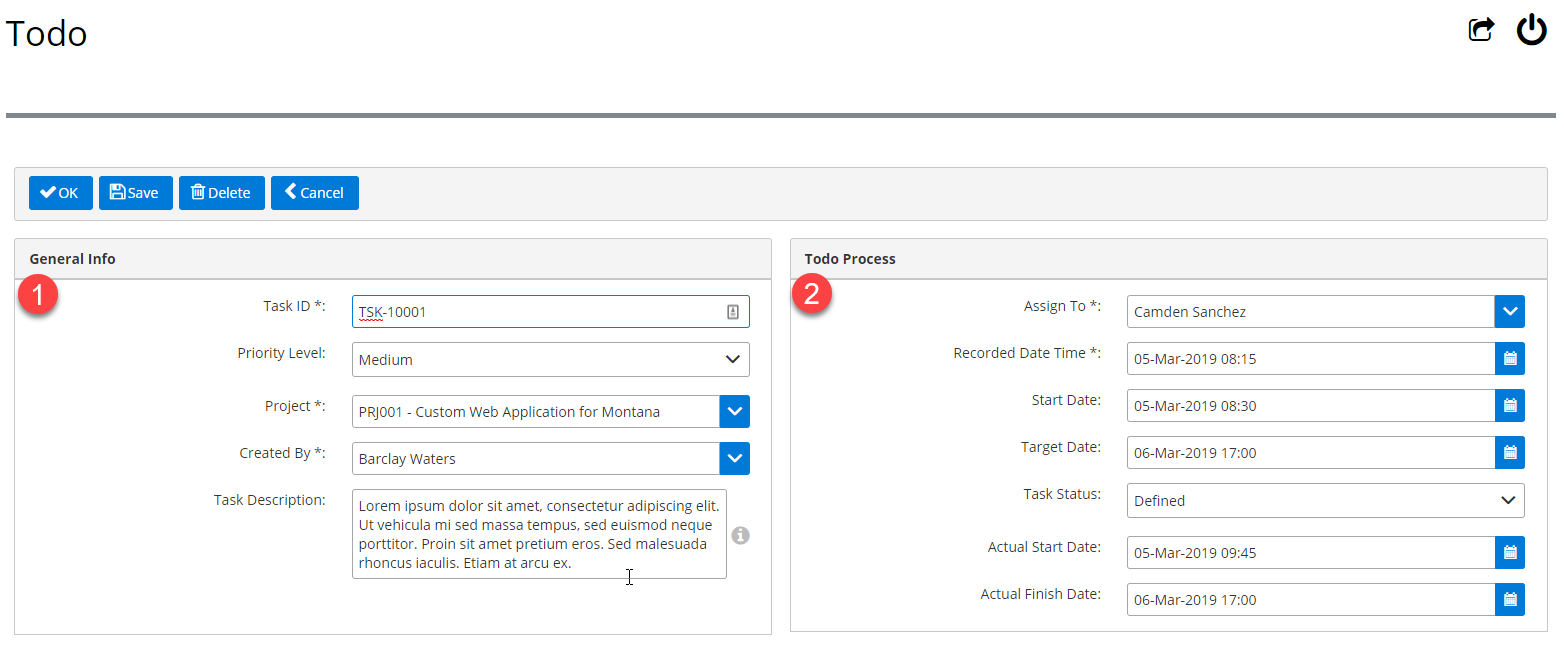 Todo
OK Save Delete Cancel
General Info
1
Task ID *: TSK-10001
Priority Level: Medium
Project *: PRJ001 - Custom Web Application for Montana
Created By *: Barclay Waters
Task Description: Lorem ipsum dolor sit amet, consectetur adipiscing elit.
Ut vehicula mi sed massa tempus, sed euismod neque
porttitor. Proin sit amet pretium eros. Sed malesuada
rhoncus iaculis. Etiam at arcu ex.
Todo Process
2
Assign To *: Camden Sanchez
Recorded Date Time *: 05-Mar-2019 08:15
Start Date: 05-Mar-2019 08:30
Target Date: 06-Mar-2019 17:00
Task Status: Defined
Actual Start Date: 05-Mar-2019 09:45
Actual Finish Date: 06-Mar-2019 17:00